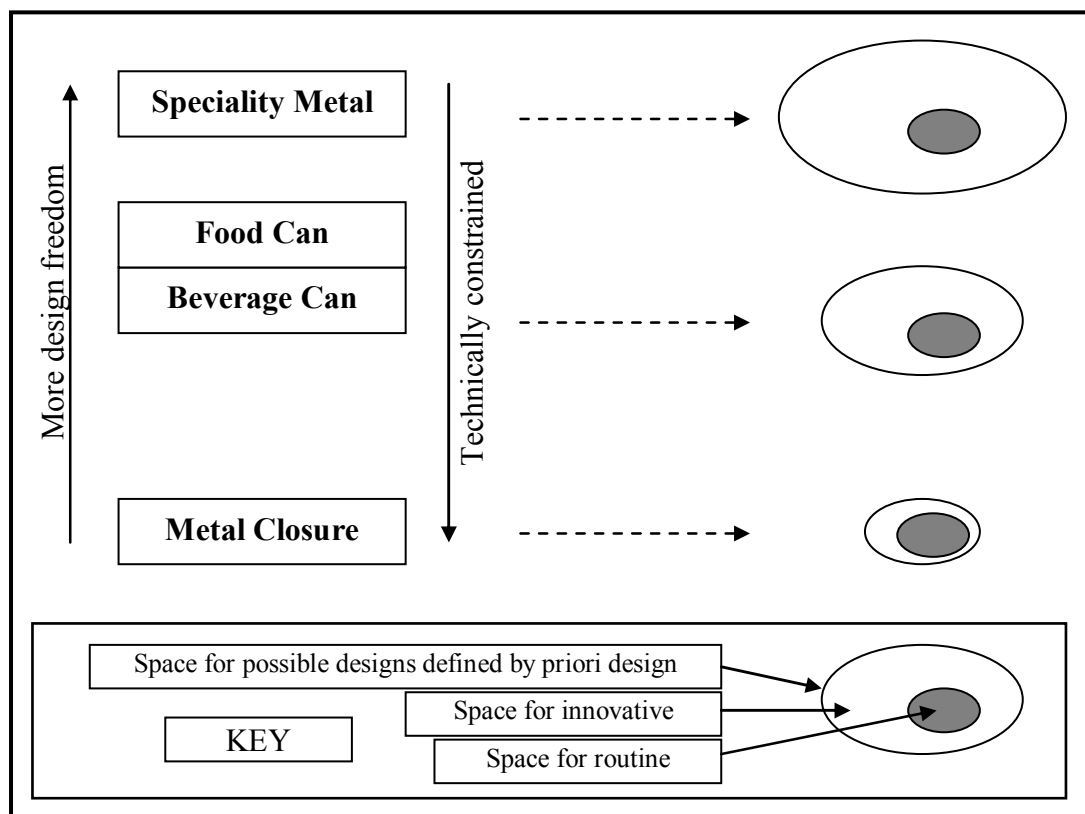 Speciality Metal
More design freedom
Technically constrained
Food Can
Beverage Can
Metal Closure
Space for possible designs defined by priori design
Space for innovative
KEY
Space for routine